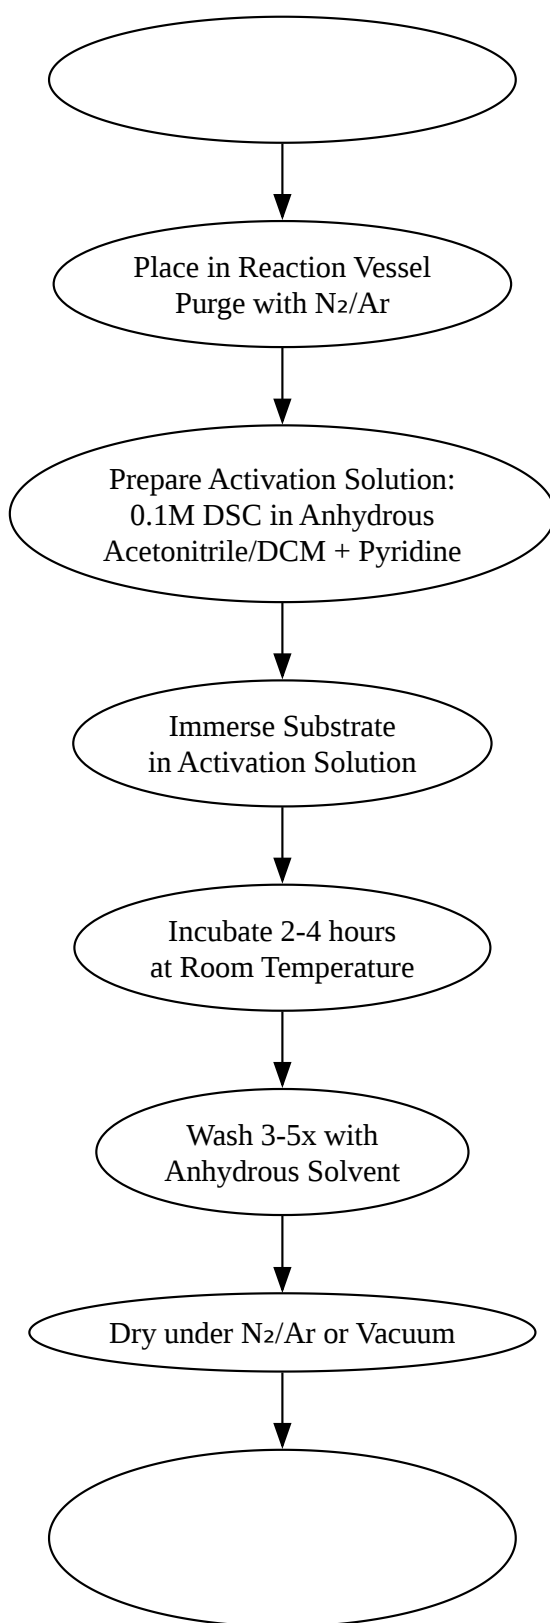 Place in Reaction Vessel
Purge with N₂/Ar
Prepare Activation Solution:
0.1M DSC in Anhydrous
Acetonitrile/DCM + Pyridine
Immerse Substrate
in Activation Solution
Incubate 2-4 hours
at Room Temperature
Wash 3-5x with
Anhydrous Solvent
Dry under N₂/Ar or Vacuum